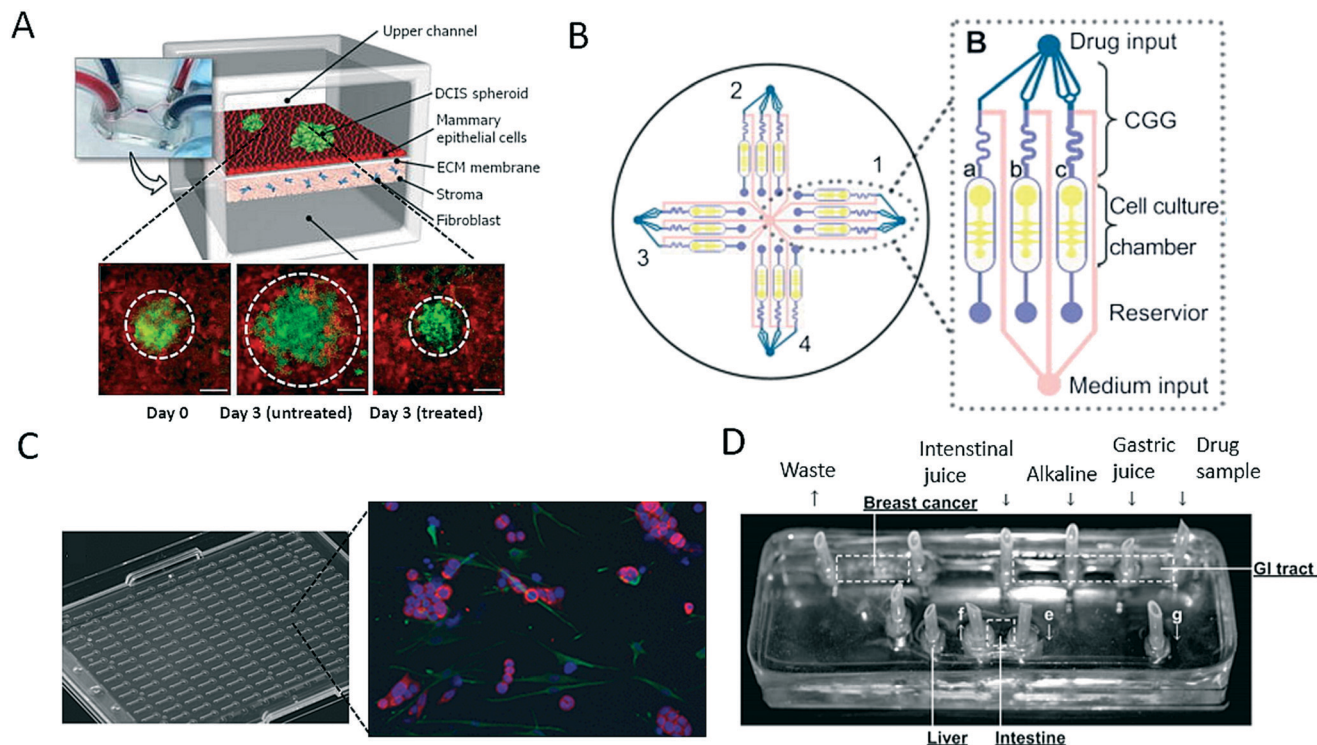 A
Upper channel
DCIS spheroid
Mammary
epithelial cells
ECM membrane
Stroma
Fibroblast
Day 0
Day 3 (untreated)
Day 3 (treated)
B
1
2
3
4
B
Drug input
CGG
a
b
c
Cell culture
chamber
Reservior
Medium input
C
D
Waste
Intenstinal
juice
Alkaline
Gastric
juice
Drug
sample
Breast cancer
GI tract
f
e
g
Liver
Intestine